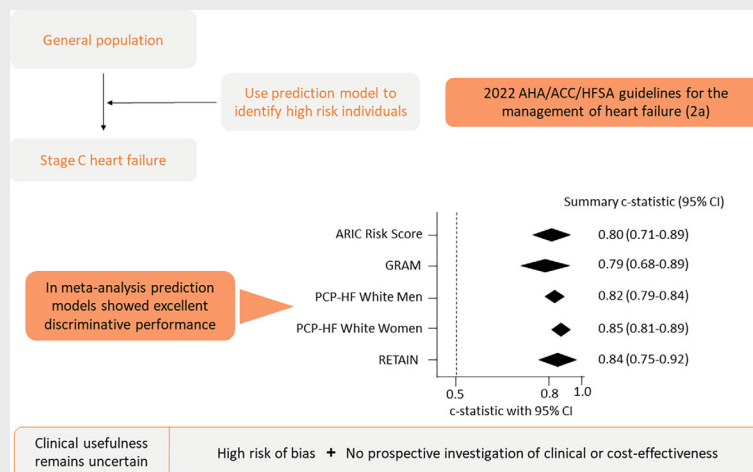 General population
Use prediction model to
identify high risk individuals
2022 AHA/ACC/HFSA guidelines for the
management of heart failure (2a)
Stage C heart failure
Summary c-statistic (95% CI)
ARIC Risk Score
0.80 (0.71-0.89)
GRAM
0.79 (0.68-0.89)
In meta-analysis prediction
models showed excellent
discriminative performance
PCP-HF White Men
0.82 (0.79-0.84)
PCP-HF White Women
0.85 (0.81-0.89)
RETAIN
0.84 (0.75-0.92)
0.5
0.8
1.0
c-statistic with 95% CI
Clinical usefulness
remains uncertain
High risk of bias + No prospective investigation of clinical or cost-effectiveness